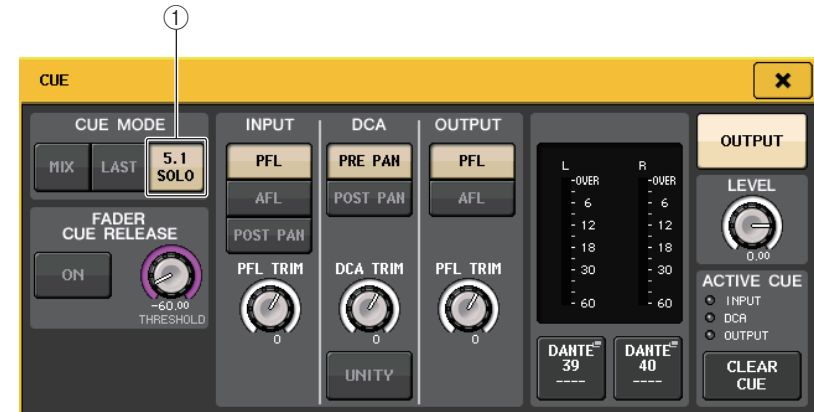 ①
CUE
CUE MODE
MIX
LAST
5.1
SOLO
FADER
CUE RELEASE
ON
-60.00
THRESHOLD
INPUT
PFL
AFL
POST PAN
PFL TRIM
0
DCA
PRE PAN
POST PAN
DCA TRIM
0
UNITY
OUTPUT
PFL
AFL
PFL TRIM
0
L R
-OVER -OVER
- 6 - 6
- 12 - 12
- 18 - 18
- 30 - 30
- 60 - 60
DANTE
39
----
DANTE
40
----
OUTPUT
LEVEL
0.00
ACTIVE CUE
INPUT
DCA
OUTPUT
CLEAR
CUE